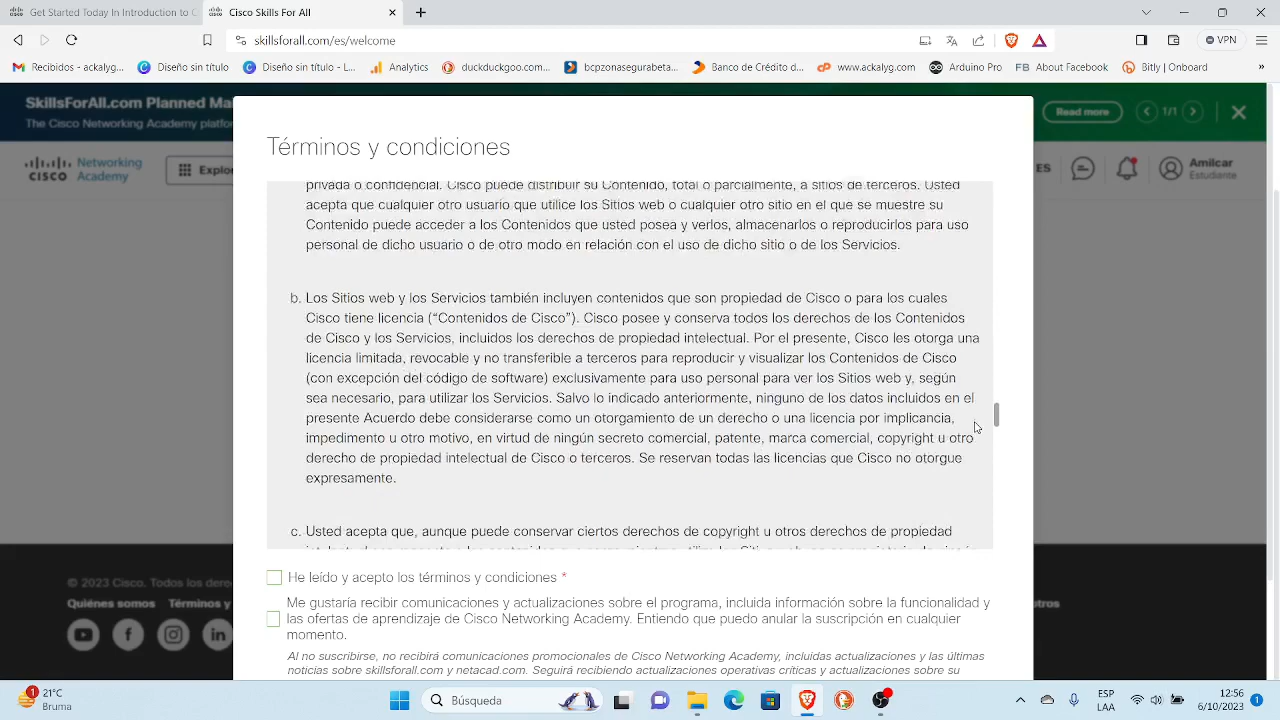 Get Started Today In Introduction to C
Cisco Skills For All
skillsforall.com/es/welcome
VPN
Recibidos - ackalyg...
Diseño sin título
Diseño sin título - L...
Analytics
duckduckgoo.com...
bcpzonasegurabeta...
Banco de Crédito d...
www.ackalyg.com
Arduino Pro
FB About Facebook
Bitly | Onboard
SkillsForAll.com Planned Ma
The Cisco Networking Academy platfor
Read more
1/1
CISCO
Networking
Academy
Explor
ES
Amilcar
Estudiante
Términos y condiciones
privada o confidencial. Cisco puede distribuir su Contenido, total o parcialmente, a sitios de terceros. Usted
acepta que cualquier otro usuario que utilice los Sitios web o cualquier otro sitio en el que se muestre su
Contenido puede acceder a los Contenidos que usted posea y verlos, almacenarlos o reproducirlos para uso
personal de dicho usuario o de otro modo en relación con el uso de dicho sitio o de los Servicios.
b. Los Sitios web y los Servicios también incluyen contenidos que son propiedad de Cisco o para los cuales
Cisco tiene licencia (“Contenidos de Cisco”). Cisco posee y conserva todos los derechos de los Contenidos
de Cisco y los Servicios, incluidos los derechos de propiedad intelectual. Por el presente, Cisco les otorga una
licencia limitada, revocable y no transferible a terceros para reproducir y visualizar los Contenidos de Cisco
(con excepción del código de software) exclusivamente para uso personal para ver los Sitios web y, según
sea necesario, para utilizar los Servicios. Salvo lo indicado anteriormente, ninguno de los datos incluidos en el
presente Acuerdo debe considerarse como un otorgamiento de un derecho o una licencia por implicancia,
impedimento u otro motivo, en virtud de ningún secreto comercial, patente, marca comercial, copyright u otro
derecho de propiedad intelectual de Cisco o terceros. Se reservan todas las licencias que Cisco no otorgue
expresamente.
c. Usted acepta que, aunque puede conservar ciertos derechos de copyright u otros derechos de propiedad
He leído y acepto los términos y condiciones *
Me gustaría recibir comunicaciones y actualizaciones sobre el programa, incluida información sobre la funcionalidad y
las ofertas de aprendizaje de Cisco Networking Academy. Entiendo que puedo anular la suscripción en cualquier
momento.
Al no suscribirse, no recibirá comunicaciones promocionales de Cisco Networking Academy, incluidas actualizaciones y las últimas
noticias sobre skillsforall.com y netacad.com. Seguirá recibiendo actualizaciones operativas críticas y actualizaciones sobre su
© 2023 Cisco. Todos los dere
Quiénes somos Términos y
otros
21°C
Bruma
Búsqueda
ESP
LAA
12:56
6/10/2023
1